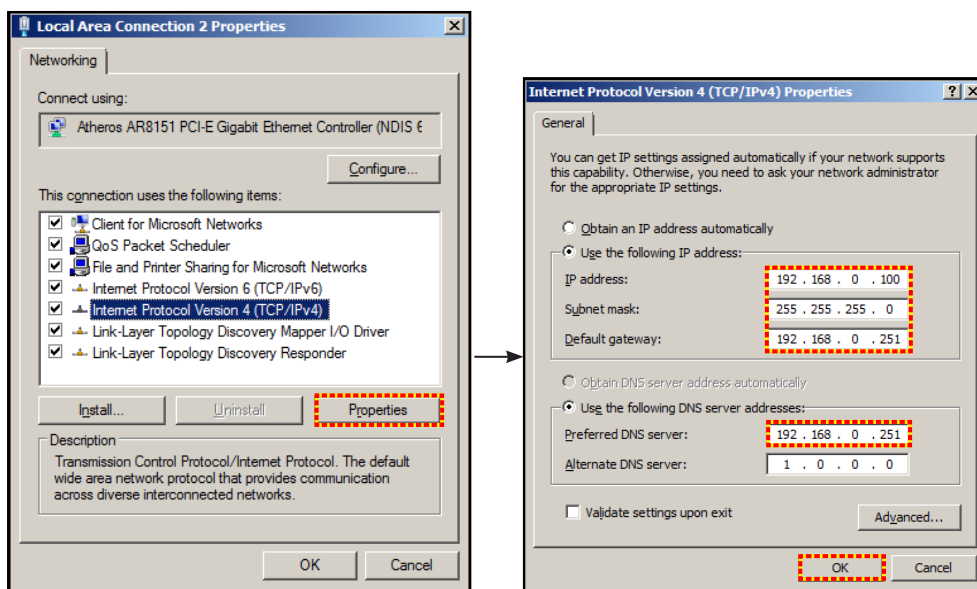 Local Area Connection 2 Properties
Networking
Connect using:
Atheros AR8151 PCI-E Gigabit Ethernet Controller (NDIS 6
Configure...
This connection uses the following items:
Client for Microsoft Networks
QoS Packet Scheduler
File and Printer Sharing for Microsoft Networks
Internet Protocol Version 6 (TCP/IPv6)
Internet Protocol Version 4 (TCP/IPv4)
Link-Layer Topology Discovery Mapper I/O Driver
Link-Layer Topology Discovery Responder
Install... Uninstall Properties
Description
Transmission Control Protocol/Internet Protocol. The default
wide area network protocol that provides communication
across diverse interconnected networks.
OK Cancel
Internet Protocol Version 4 (TCP/IPv4) Properties
General
You can get IP settings assigned automatically if your network supports
this capability. Otherwise, you need to ask your network administrator
for the appropriate IP settings.
Obtain an IP address automatically
Use the following IP address:
IP address: 192 . 168 . 0 . 100
Subnet mask: 255 . 255 . 255 . 0
Default gateway: 192 . 168 . 0 . 251
Obtain DNS server address automatically
Use the following DNS server addresses:
Preferred DNS server: 192 . 168 . 0 . 251
Alternate DNS server: 1 . 0 . 0 . 0
Validate settings upon exit
Advanced...
OK Cancel